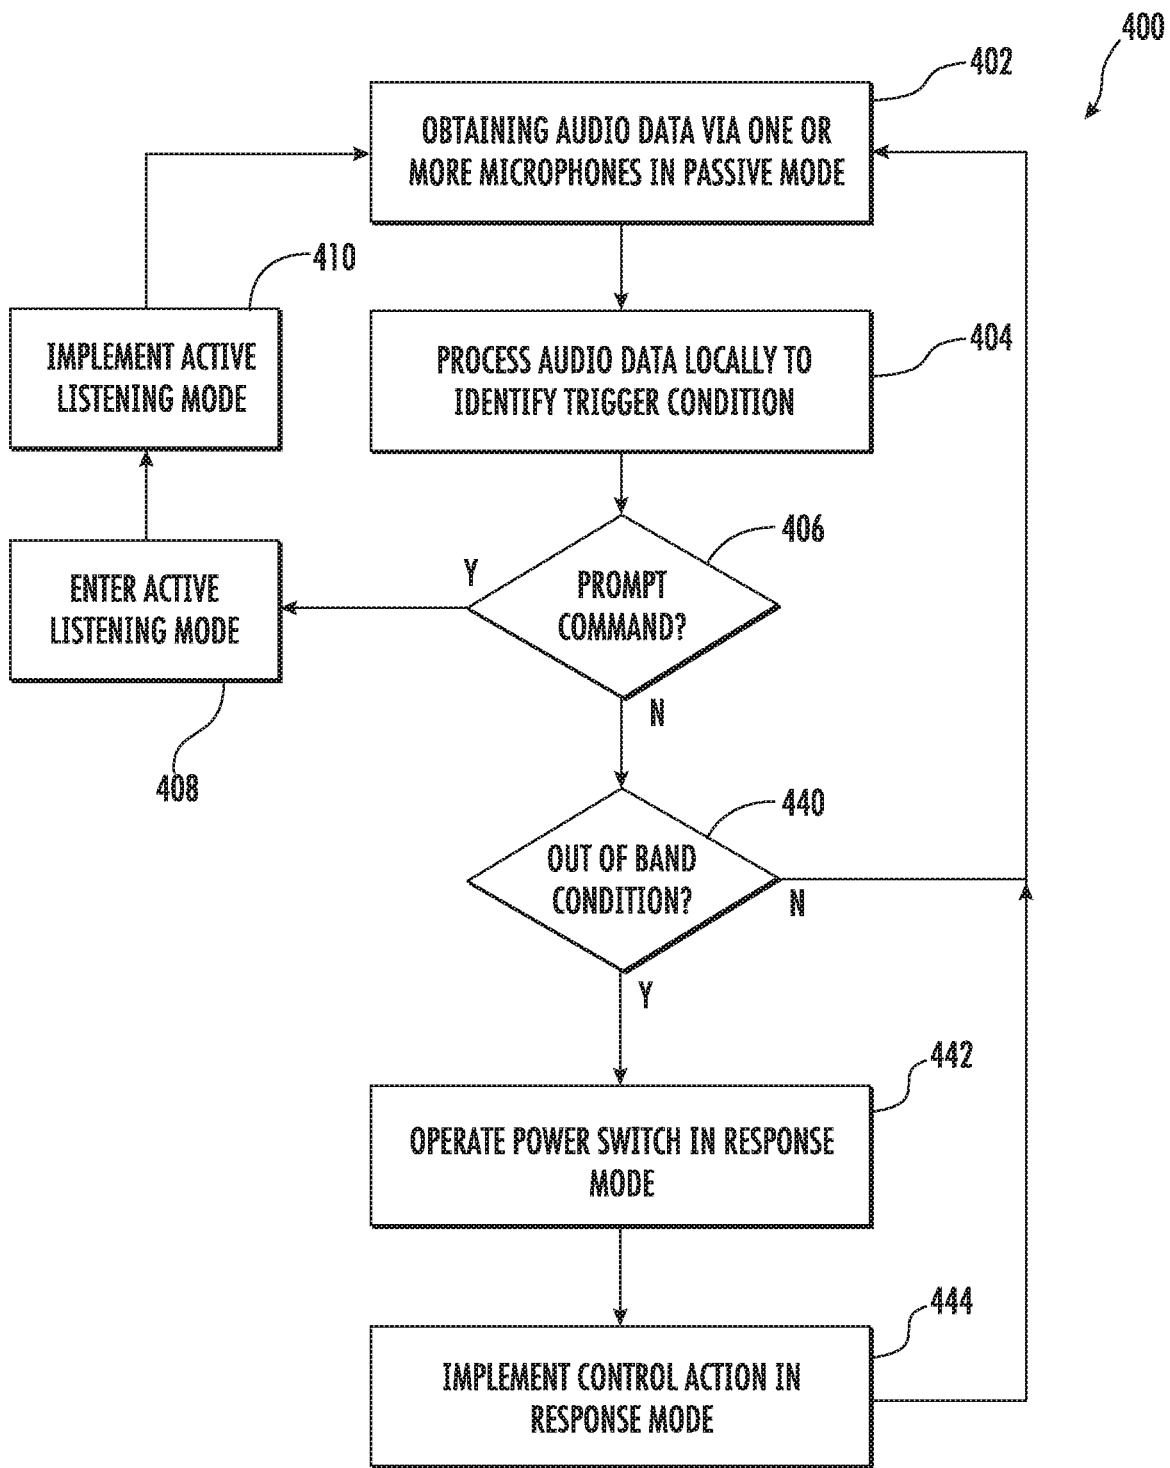 400
402
OBTAINING AUDIO DATA VIA ONE OR
MORE MICROPHONES IN PASSIVE MODE
410
IMPLEMENT ACTIVE
LISTENING MODE
404
PROCESS AUDIO DATA LOCALLY TO
IDENTIFY TRIGGER CONDITION
406
Y
PROMPT
COMMAND?
ENTER ACTIVE
LISTENING MODE
N
408
440
OUT OF BAND
CONDITION?
N
Y
442
OPERATE POWER SWITCH IN RESPONSE
MODE
444
IMPLEMENT CONTROL ACTION IN
RESPONSE MODE